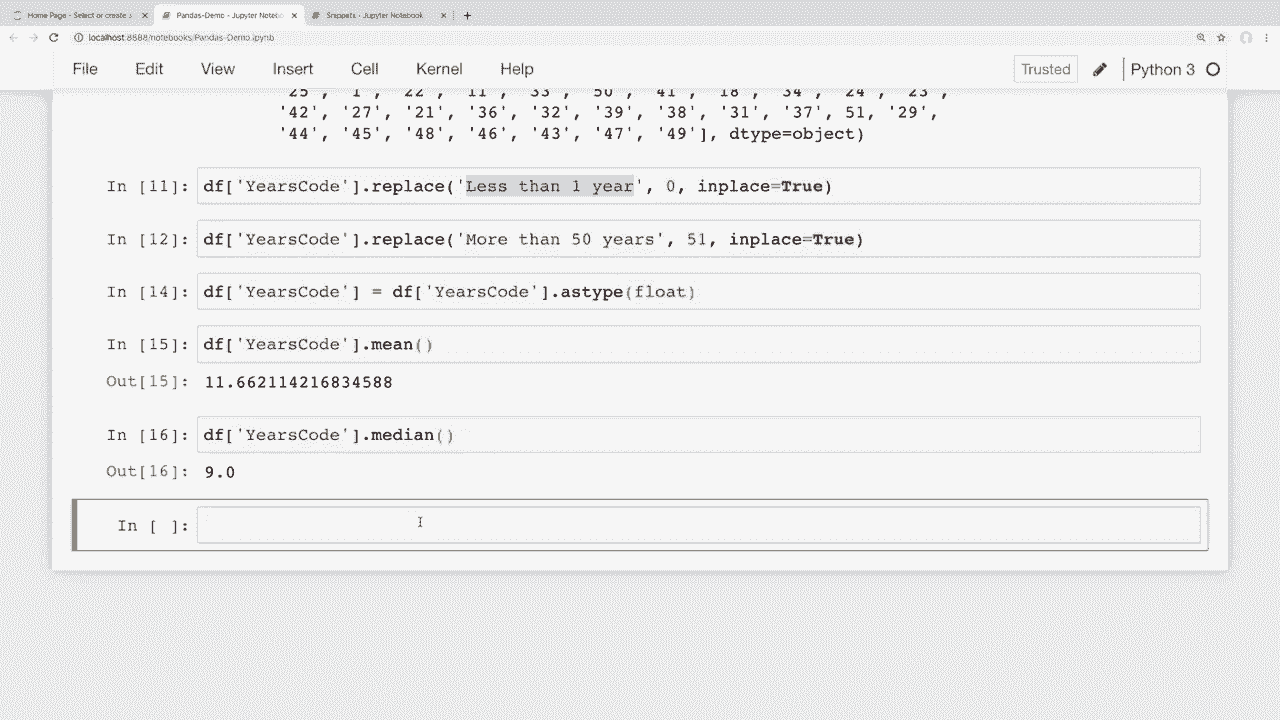 Home Page - Select or create a
Pandas-Demo - Jupyter Notebo
Snippets - Jupyter Notebook
localhost:8888/notebooks/Pandas-Demo.ipynb
File Edit View Insert Cell Kernel Help Trusted Python 3
'25', '1', '22', '11', '33', '50', '41', '18', '34', '24', '23',
'42', '27', '21', '36', '32', '39', '38', '31', '37', 51, '29',
'44', '45', '48', '46', '43', '47', '49'], dtype=object)
In [11]: df['YearsCode'].replace('Less than 1 year', 0, inplace=True)
In [12]: df['YearsCode'].replace('More than 50 years', 51, inplace=True)
In [14]: df['YearsCode'] = df['YearsCode'].astype(float)
In [15]: df['YearsCode'].mean()
Out[15]: 11.662114216834588
In [16]: df['YearsCode'].median()
Out[16]: 9.0
In [ ]: